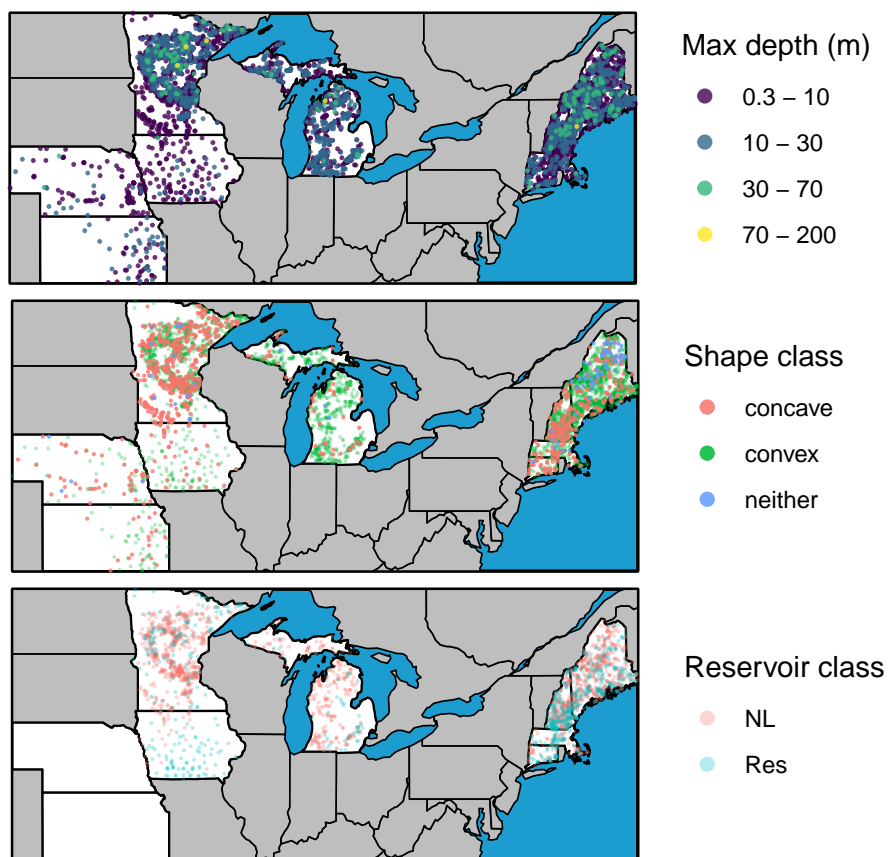 Max depth (m)
0.3 – 10
10 – 30
30 – 70
70 – 200
Shape class
concave
convex
neither
Reservoir class
NL
Res